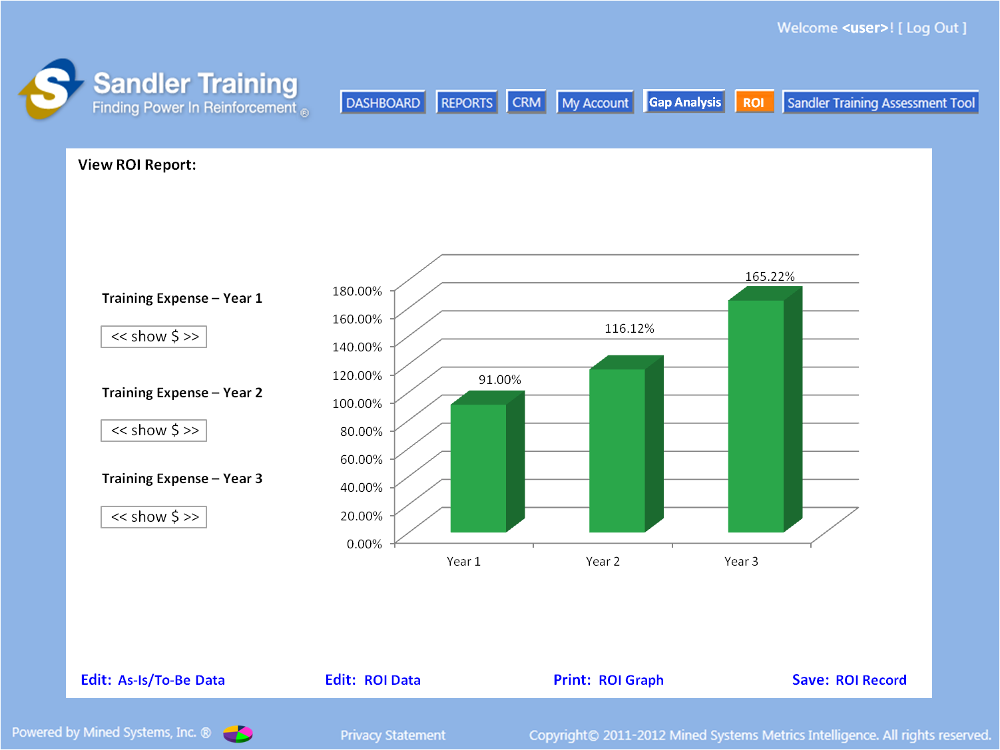 Welcome <user>! [ Log Out ]
Sandler Training
Finding Power In Reinforcement ®
DASHBOARD REPORTS CRM My Account Gap Analysis ROI Sandler Training Assessment Tool
View ROI Report:
Training Expense – Year 1
<< show $ >>
Training Expense – Year 2
<< show $ >>
Training Expense – Year 3
<< show $ >>
180.00%
160.00%
140.00%
120.00%
100.00%
80.00%
60.00%
40.00%
20.00%
0.00%
91.00%
116.12%
165.22%
Year 1 Year 2 Year 3
Edit: As-Is/To-Be Data Edit: ROI Data Print: ROI Graph Save: ROI Record
Powered by Mined Systems, Inc. ® Privacy Statement Copyright© 2011-2012 Mined Systems Metrics Intelligence. All rights reserved.